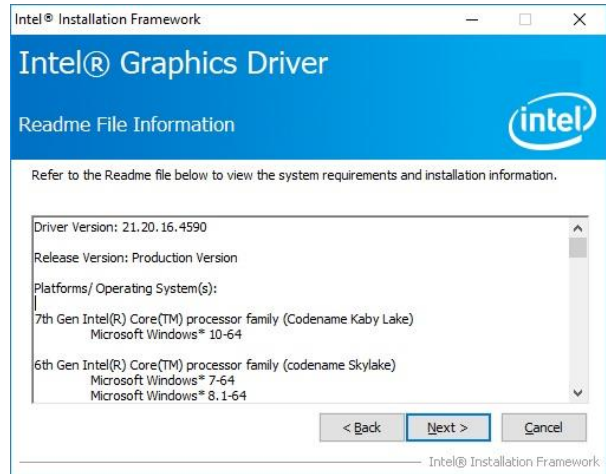 Intel® Installation Framework
Intel® Graphics Driver
Readme File Information
intel
Refer to the Readme file below to view the system requirements and installation information.
Driver Version: 21.20.16.4590
Release Version: Production Version
Platforms/ Operating System(s):
7th Gen Intel(R) Core(TM) processor family (Codename Kaby Lake)
Microsoft Windows* 10-64
6th Gen Intel(R) Core(TM) processor family (codename Skylake)
Microsoft Windows* 7-64
Microsoft Windows* 8.1-64
< Back Next > Cancel
Intel® Installation Framework